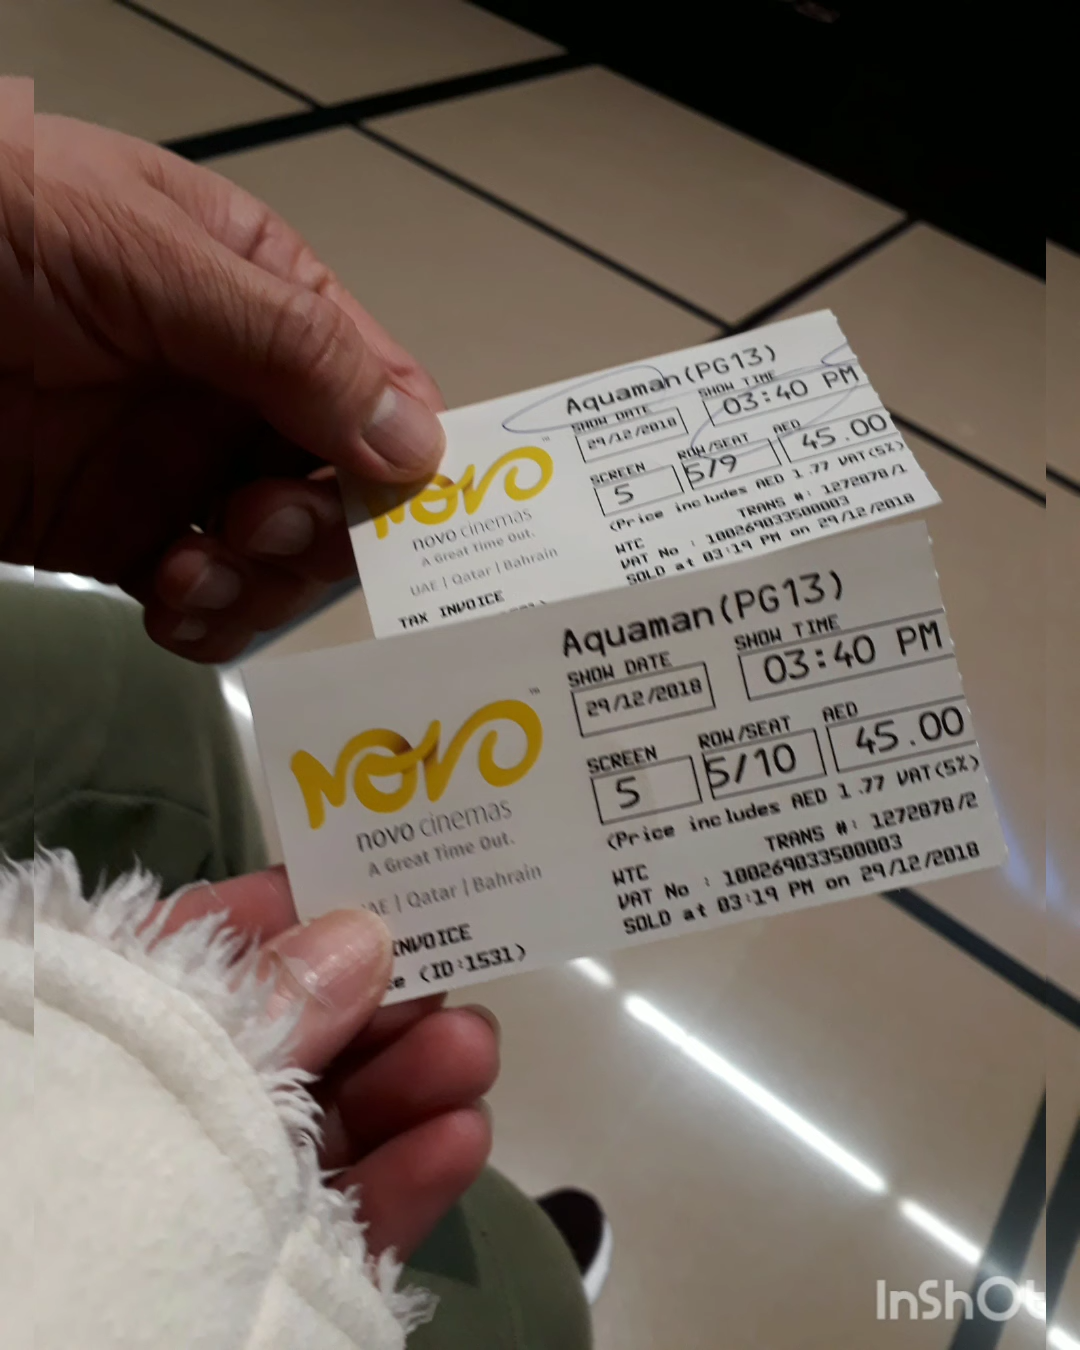 Aquaman(PG13)
SHOW DATE SHOW TIME
29/12/2018 03:40 PM
SCREEN ROW/SEAT AED
5 5/9 45.00
(Price includes AED 1.77 VAT(5%)
TRANS #: 1272878/1
WTC
VAT No : 100269033500003
SOLD at 03:19 PM on 29/12/2018
novo
novo cinemas
A Great Time Out.
UAE | Qatar | Bahrain
TAX INVOICE
Aquaman(PG13)
SHOW DATE SHOW TIME
29/12/2018 03:40 PM
SCREEN ROW/SEAT AED
5 5/10 45.00
(Price includes AED 1.77 VAT(5%)
TRANS #: 1272878/2
WTC
VAT No : 100269033500003
SOLD at 03:19 PM on 29/12/2018
novo™
novo cinemas
A Great Time Out.
AE | Qatar | Bahrain
INVOICE
e (ID:1531)
InShOt